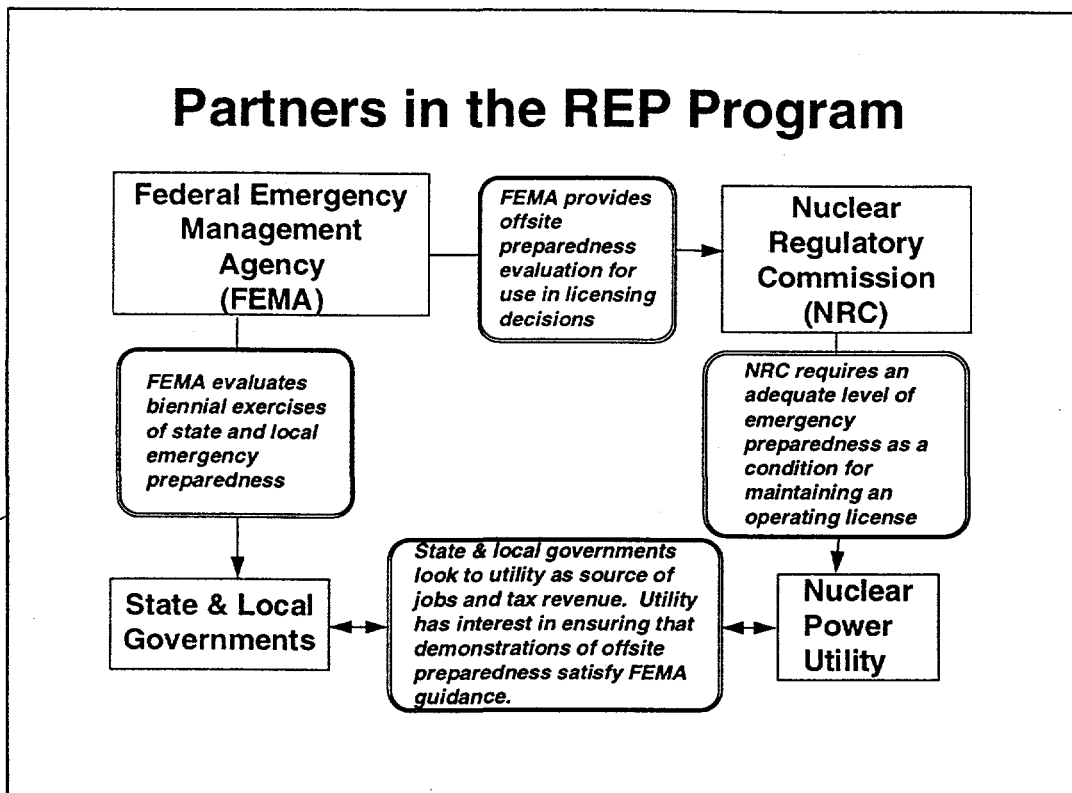 Partners in the REP Program
Federal Emergency
Management
Agency
(FEMA)
FEMA provides
offsite
preparedness
evaluation for
use in licensing
decisions
Nuclear
Regulatory
Commission
(NRC)
FEMA evaluates
biennial exercises
of state and local
emergency
preparedness
NRC requires an
adequate level of
emergency
preparedness as a
condition for
maintaining an
operating license
State & Local
Governments
State & local governments
look to utility as source of
jobs and tax revenue. Utility
has interest in ensuring that
demonstrations of offsite
preparedness satisfy FEMA
guidance.
Nuclear
Power
Utility